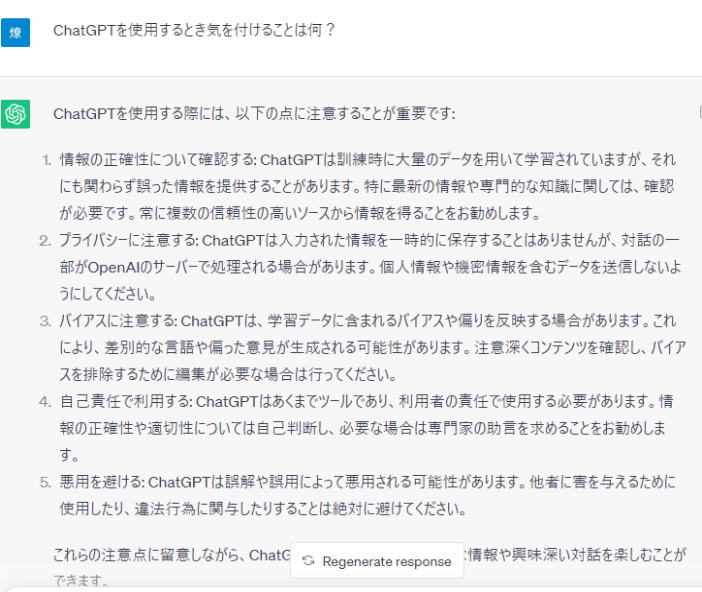 燎
ChatGPTを使用するとき気を付けることは何？
ChatGPTを使用する際には、以下の点に注意することが重要です:
1. 情報の正確性について確認する: ChatGPTは訓練時に大量のデータを用いて学習されていますが、それ
にも関わらず誤った情報を提供することがあります。特に最新の情報や専門的な知識に関しては、確認
が必要です。常に複数の信頼性の高いソースから情報を得ることをお勧めします。
2. プライバシーに注意する: ChatGPTは入力された情報を一時的に保存することはありませんが、対話の一
部がOpenAIのサーバーで処理される場合があります。個人情報や機密情報を含むデータを送信しないよ
うにしてください。
3. バイアスに注意する: ChatGPTは、学習データに含まれるバイアスや偏りを反映する場合があります。これ
により、差別的な言語や偏った意見が生成される可能性があります。注意深くコンテンツを確認し、バイア
スを排除するために編集が必要な場合は行ってください。
4. 自己責任で利用する: ChatGPTはあくまでツールであり、利用者の責任で使用する必要があります。情
報の正確性や適切性については自己判断し、必要な場合は専門家の助言を求めることをお勧めしま
す。
5. 悪用を避ける: ChatGPTは誤解や誤用によって悪用される可能性があります。他者に害を与えるために
使用したり、違法行為に関与したりすることは絶対に避けてください。
これらの注意点に留意しながら、ChatG
Regenerate response
情報や興味深い対話を楽しむことが
できます。